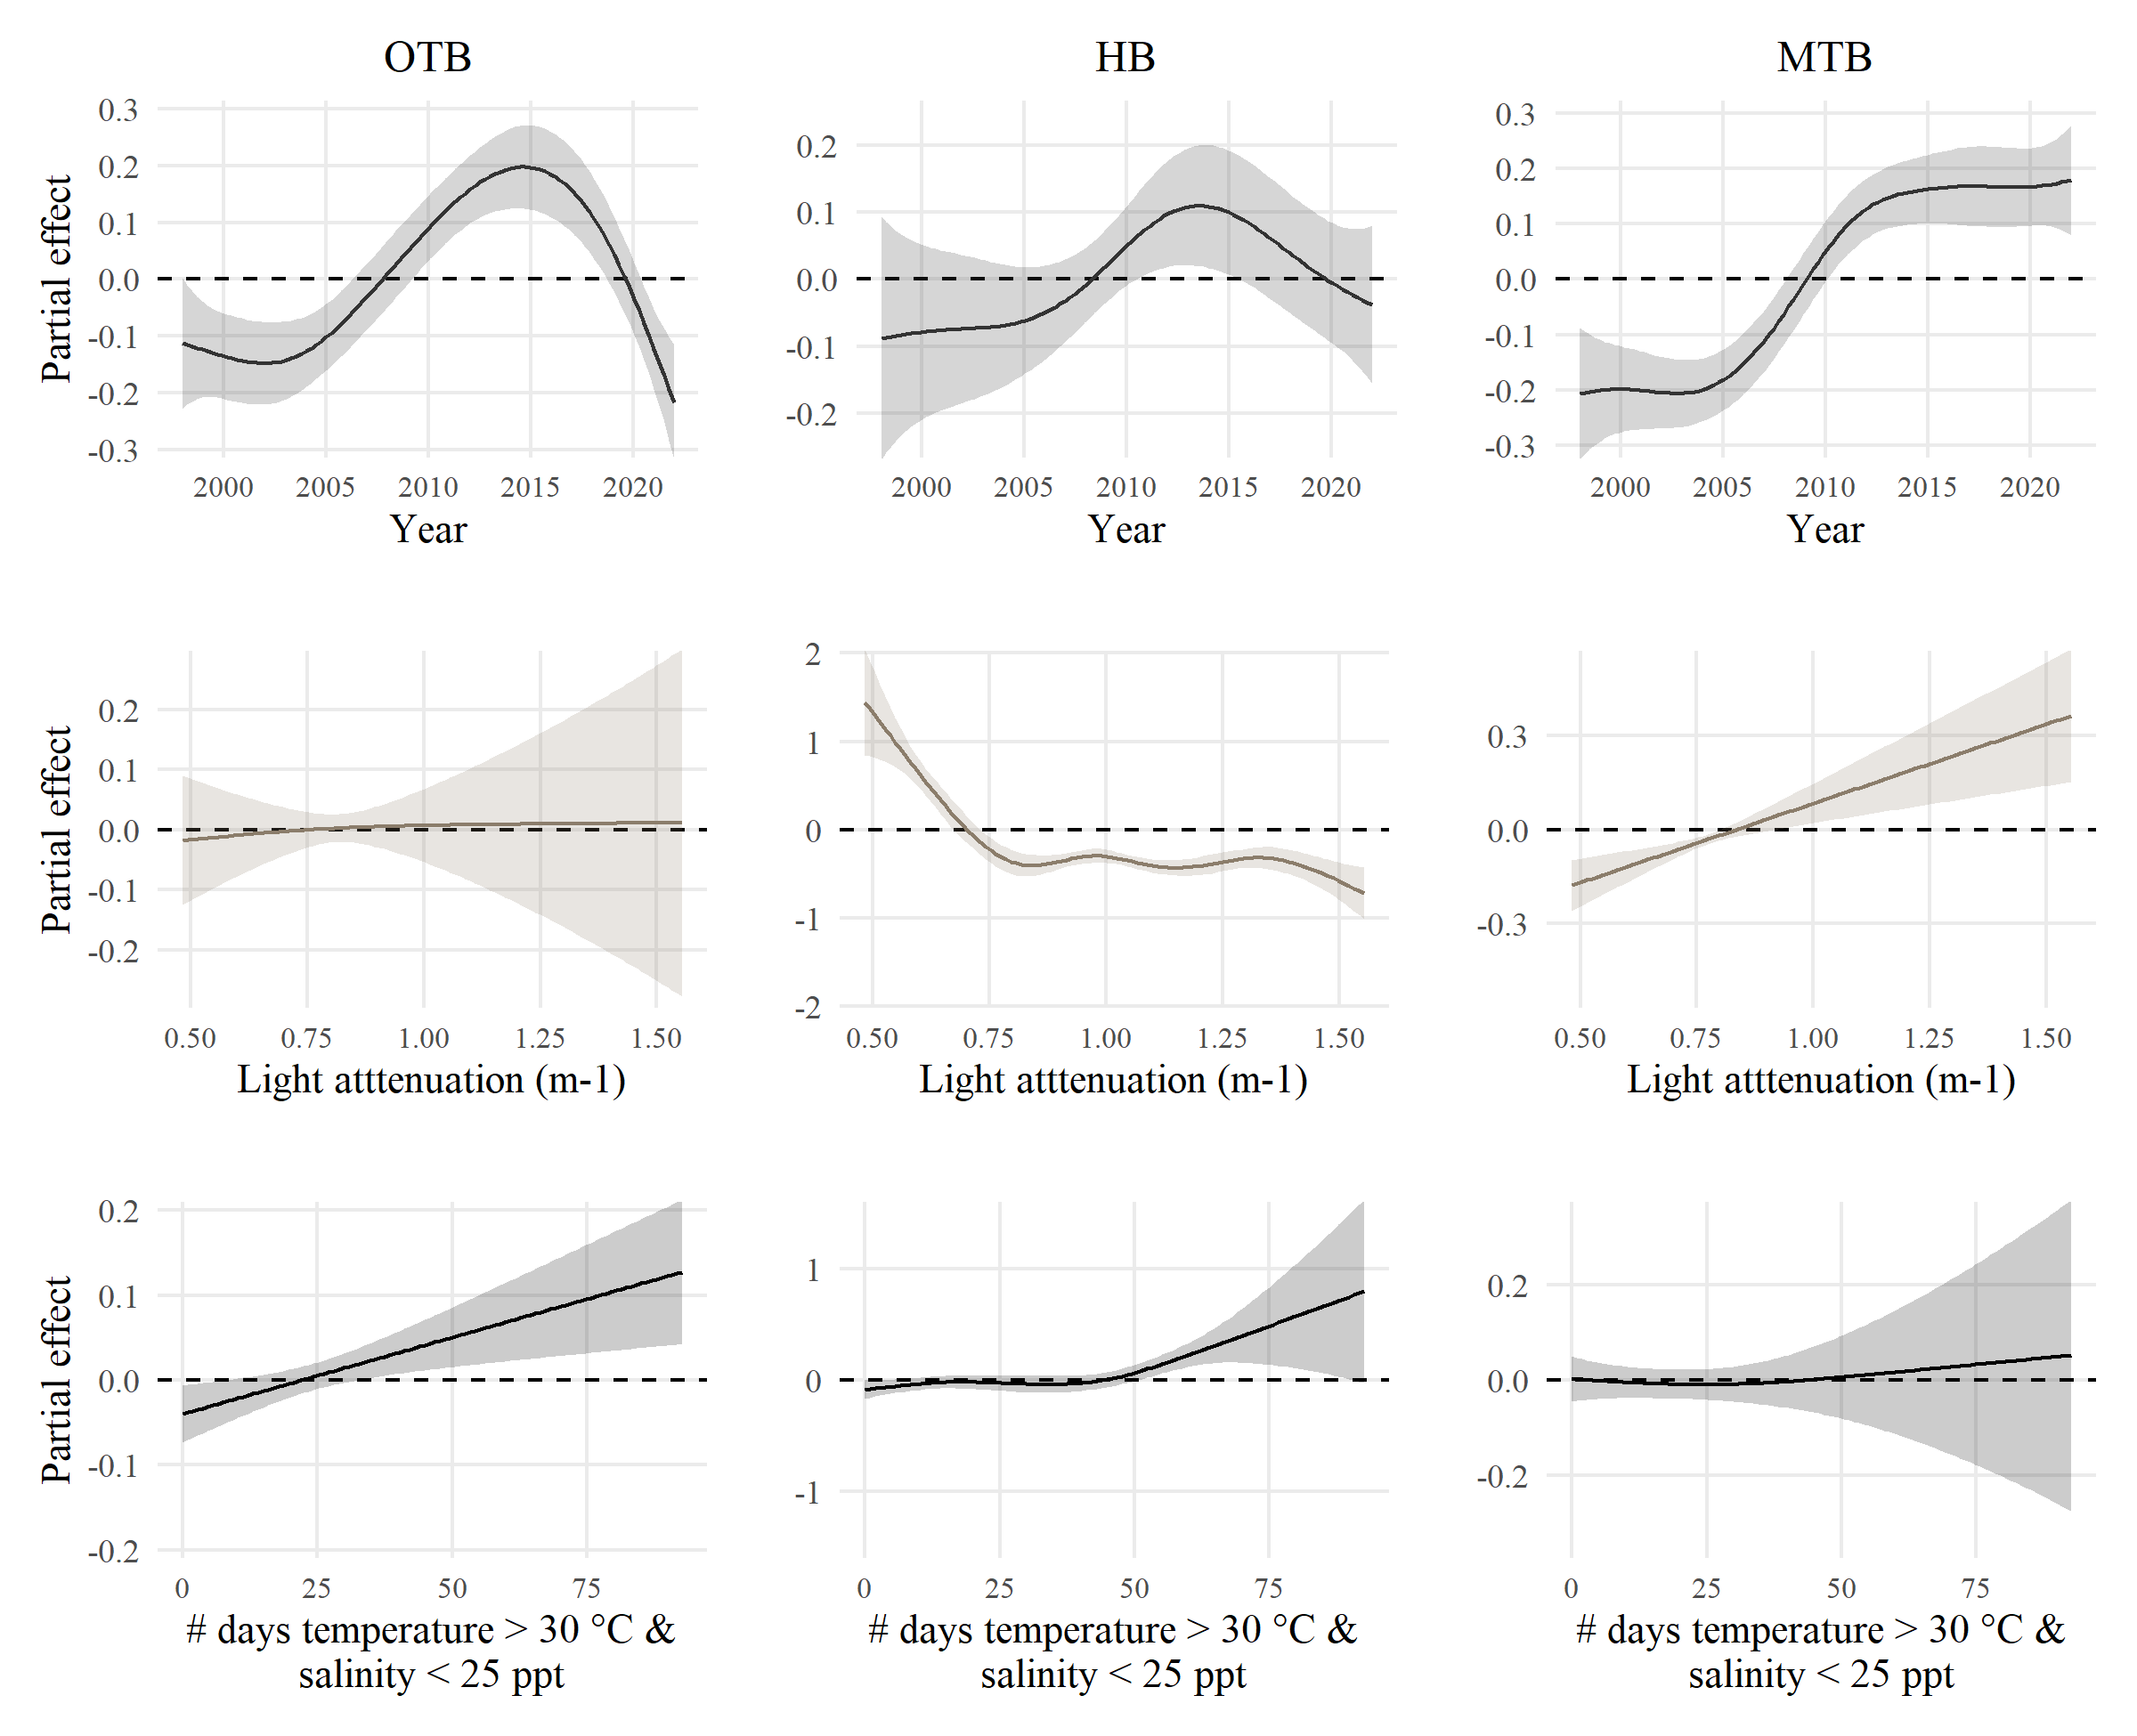 OTB HB MTB
Partial effect
0.3
0.2
0.1
0.0
-0.1
-0.2
-0.3
2000 2005 2010 2015 2020
Year
0.2
0.1
0.0
-0.1
-0.2
2000 2005 2010 2015 2020
Year
0.3
0.2
0.1
0.0
-0.1
-0.2
-0.3
2000 2005 2010 2015 2020
Year
Partial effect
0.2
0.1
0.0
-0.1
-0.2
0.50 0.75 1.00 1.25 1.50
Light atttenuation (m-1)
2
1
0
-1
-2
0.50 0.75 1.00 1.25 1.50
Light atttenuation (m-1)
0.3
0.0
-0.3
0.50 0.75 1.00 1.25 1.50
Light atttenuation (m-1)
Partial effect
0.2
0.1
0.0
-0.1
-0.2
0 25 50 75
# days temperature > 30 °C &
salinity < 25 ppt
1
0
-1
0 25 50 75
# days temperature > 30 °C &
salinity < 25 ppt
0.2
0.0
-0.2
0 25 50 75
# days temperature > 30 °C &
salinity < 25 ppt